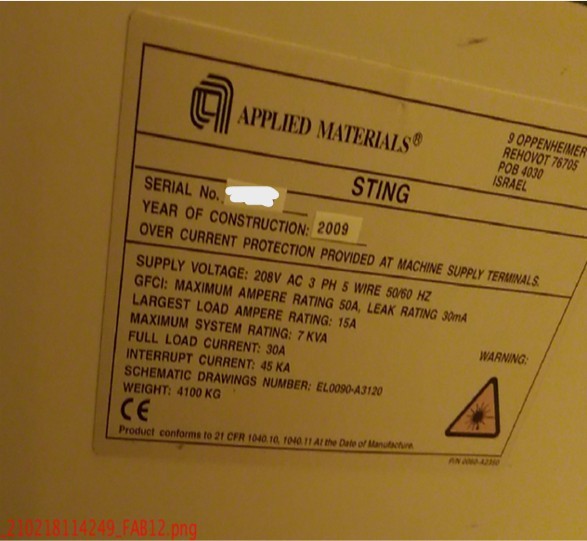 APPLIED MATERIALS®
9 OPPENHEIMER
REHOVOT 76705
POB 4030
ISRAEL
STING
SERIAL No.
YEAR OF CONSTRUCTION: 2009
OVER CURRENT PROTECTION PROVIDED AT MACHINE SUPPLY TERMINALS.
SUPPLY VOLTAGE: 208V AC 3 PH 5 WIRE 50/60 HZ
GFCI: MAXIMUM AMPERE RATING 50A, LEAK RATING 30mA
LARGEST LOAD AMPERE RATING: 15A
MAXIMUM SYSTEM RATING: 7 KVA
FULL LOAD CURRENT: 30A
INTERRUPT CURRENT: 45 KA
SCHEMATIC DRAWINGS NUMBER: EL0090-A3120
WEIGHT: 4100 KG
WARNING:
CE
Product conforms to 21 CFR 1040.10, 1040.11 At the Date of Manufacture.
P/N 0060-A2350
210218114249_FAB12.png